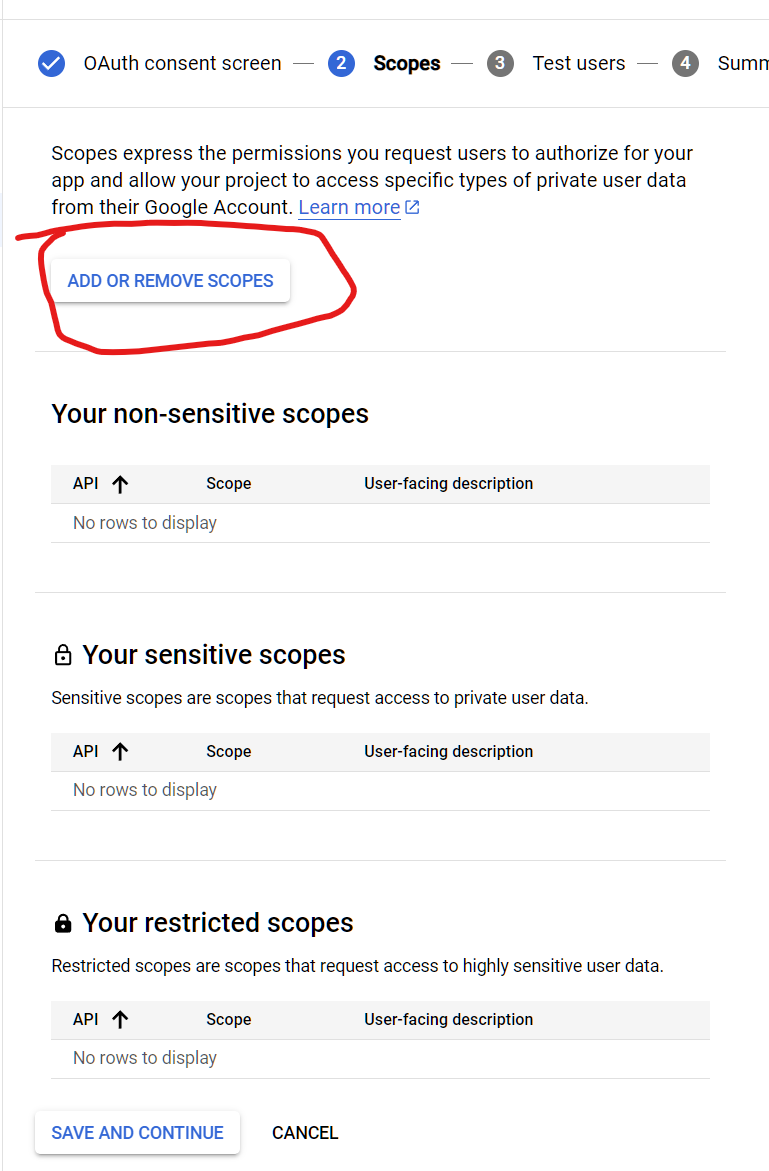 OAuth consent screen — 2 Scopes — 3 Test users — 4 Summ
Scopes express the permissions you request users to authorize for your
app and allow your project to access specific types of private user data
from their Google Account. Learn more
ADD OR REMOVE SCOPES
Your non-sensitive scopes
API Scope User-facing description
No rows to display
Your sensitive scopes
Sensitive scopes are scopes that request access to private user data.
API Scope User-facing description
No rows to display
Your restricted scopes
Restricted scopes are scopes that request access to highly sensitive user data.
API Scope User-facing description
No rows to display
SAVE AND CONTINUE CANCEL